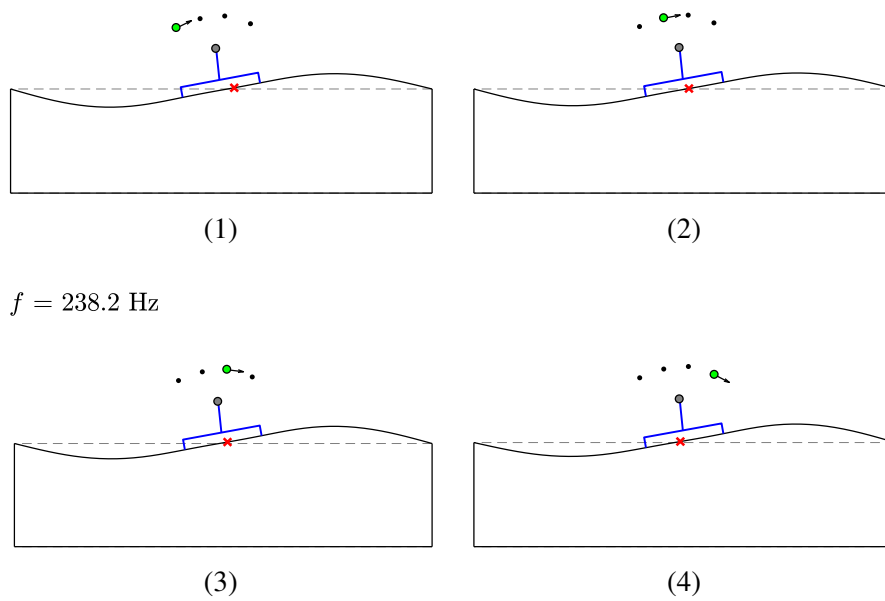 (1)
(2)
f = 238.2 Hz
(3)
(4)